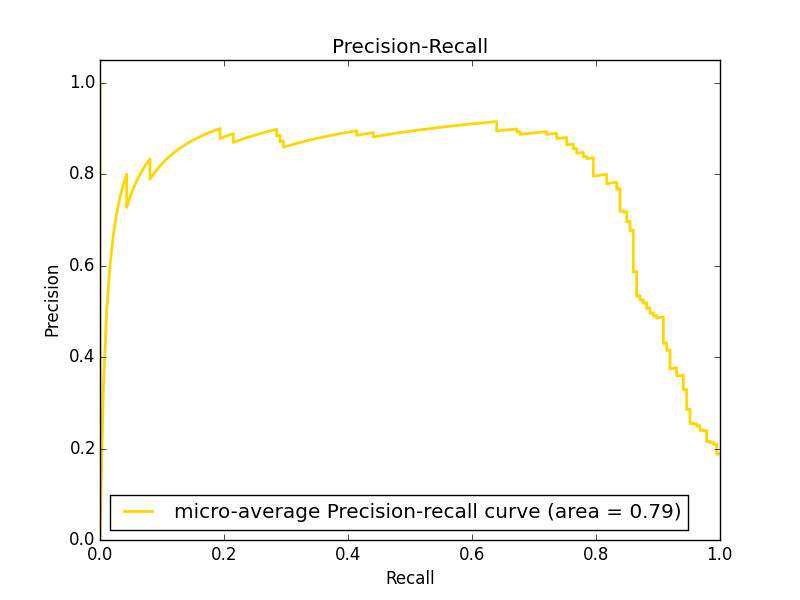 Precision-Recall
1.0
0.8
0.6
0.4
0.2
0.0
Precision
micro-average Precision-recall curve (area = 0.79)
0.0 0.2 0.4 0.6 0.8 1.0
Recall